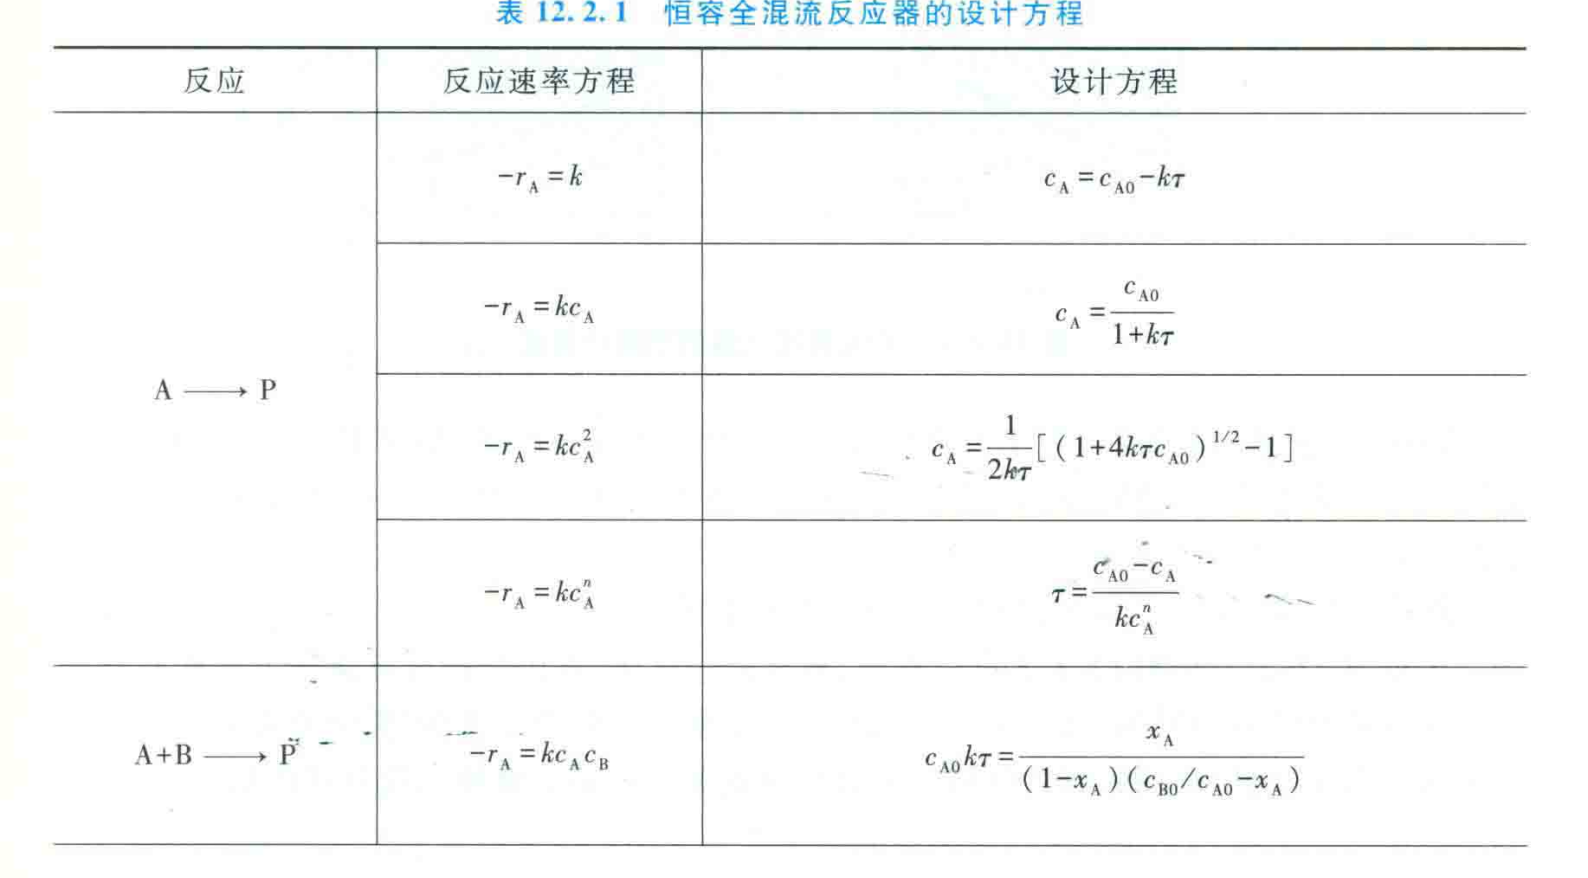 表 12.2.1 恒容全混流反应器的设计方程
反应 反应速率方程 设计方程
A ⟶ P
-r_A = k c_A = c_A0 - kτ
-r_A = kc_A c_A = c_A0 / (1+kτ)
-r_A = kc_A^2 c_A = 1/(2kτ) [(1+4kτc_A0)^1/2 - 1]
-r_A = kc_A^n τ = (c_A0 - c_A) / kc_A^n
A+B ⟶ P -r_A = kc_A c_B c_A0 kτ = x_A / (1-x_A)(c_B0/c_A0 - x_A)